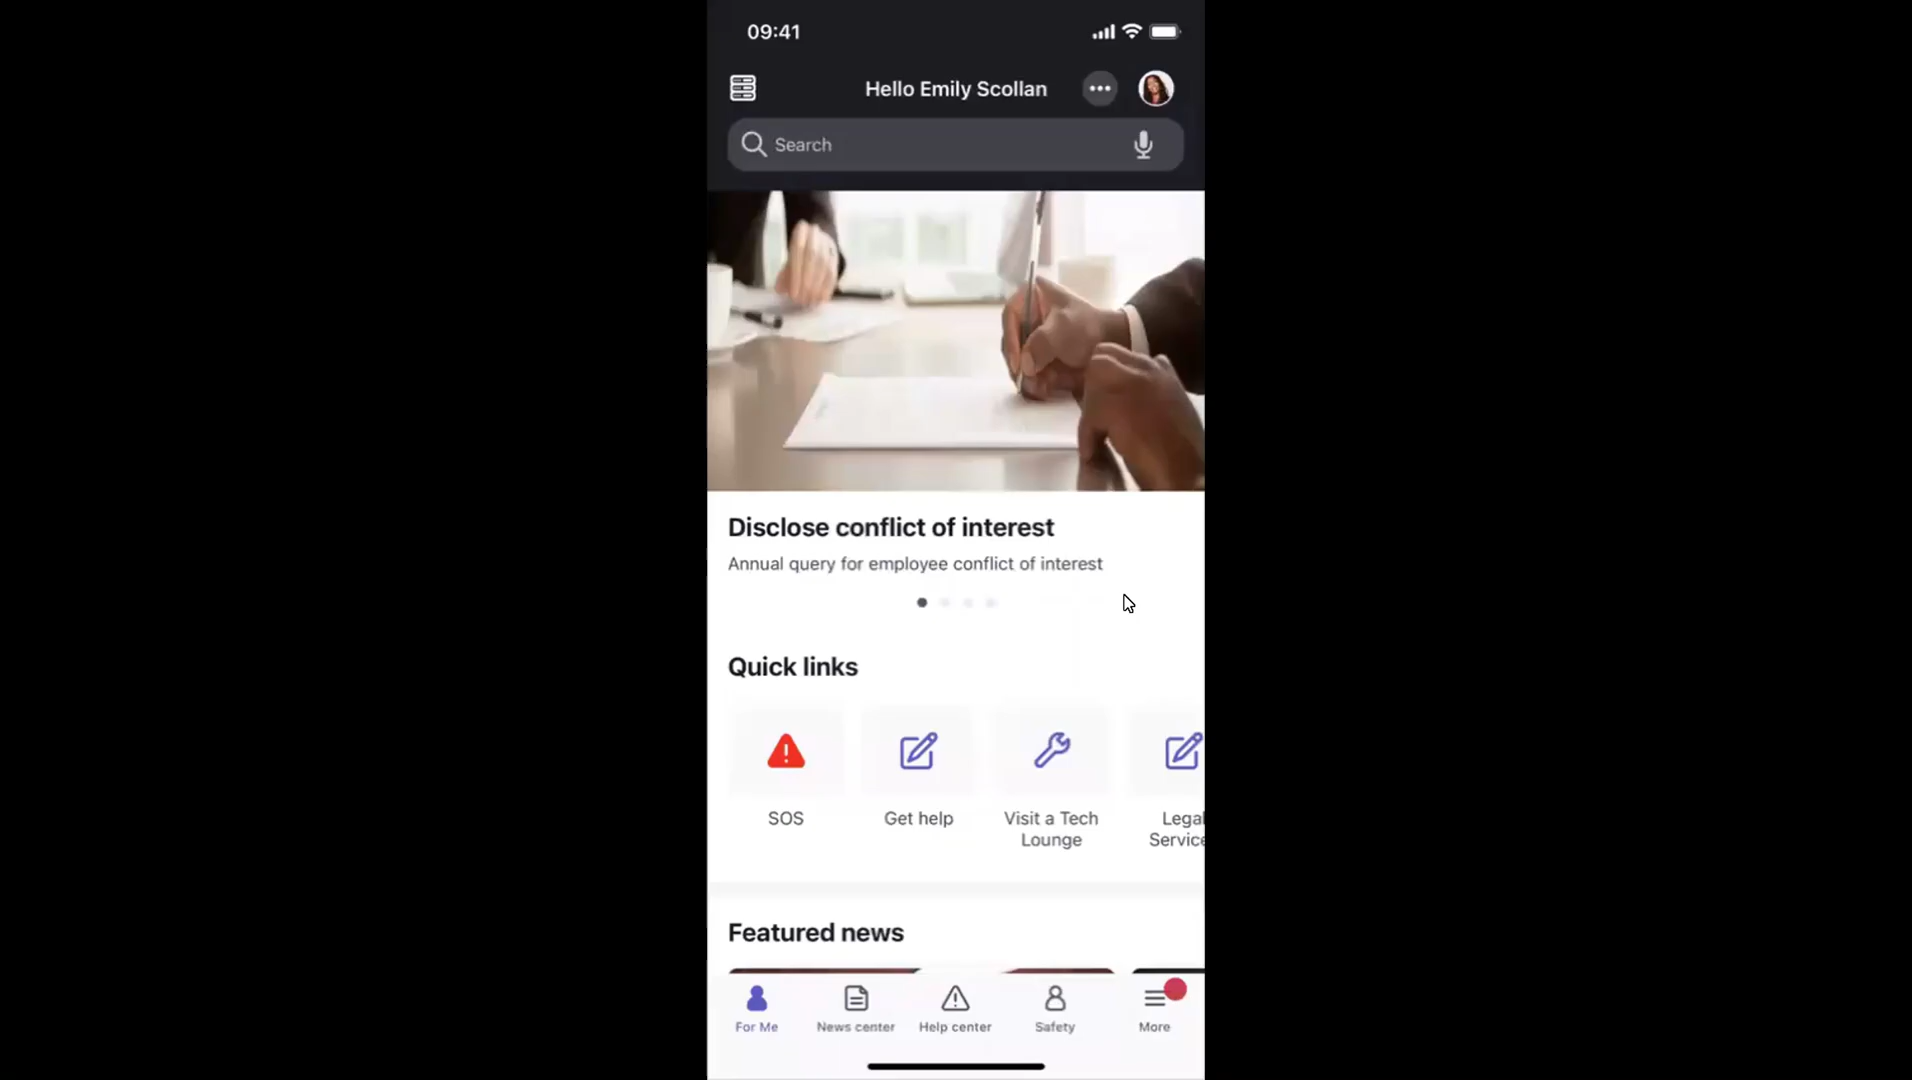 09:41
Hello Emily Scollan
Search
Disclose conflict of interest
Annual query for employee conflict of interest
Quick links
SOS
Get help
Visit a Tech
Lounge
Legal
Service
Featured news
For Me
News center
Help center
Safety
More